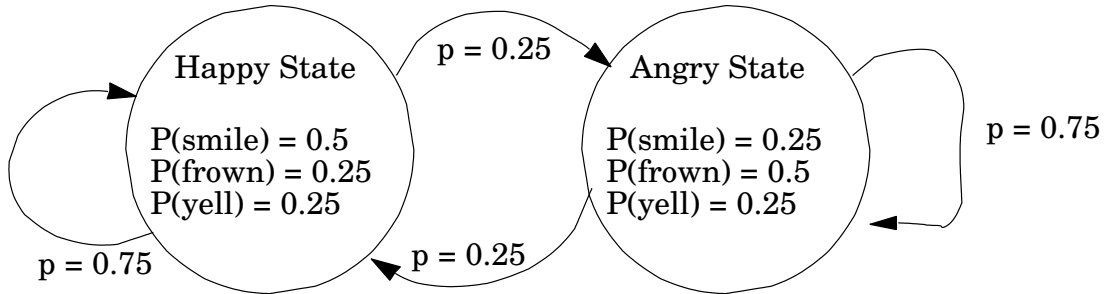 p = 0.25
Happy State
Angry State
P(smile) = 0.5
P(frown) = 0.25
P(yell) = 0.25
P(smile) = 0.25
P(frown) = 0.5
P(yell) = 0.25
p = 0.75
p = 0.75
p = 0.25